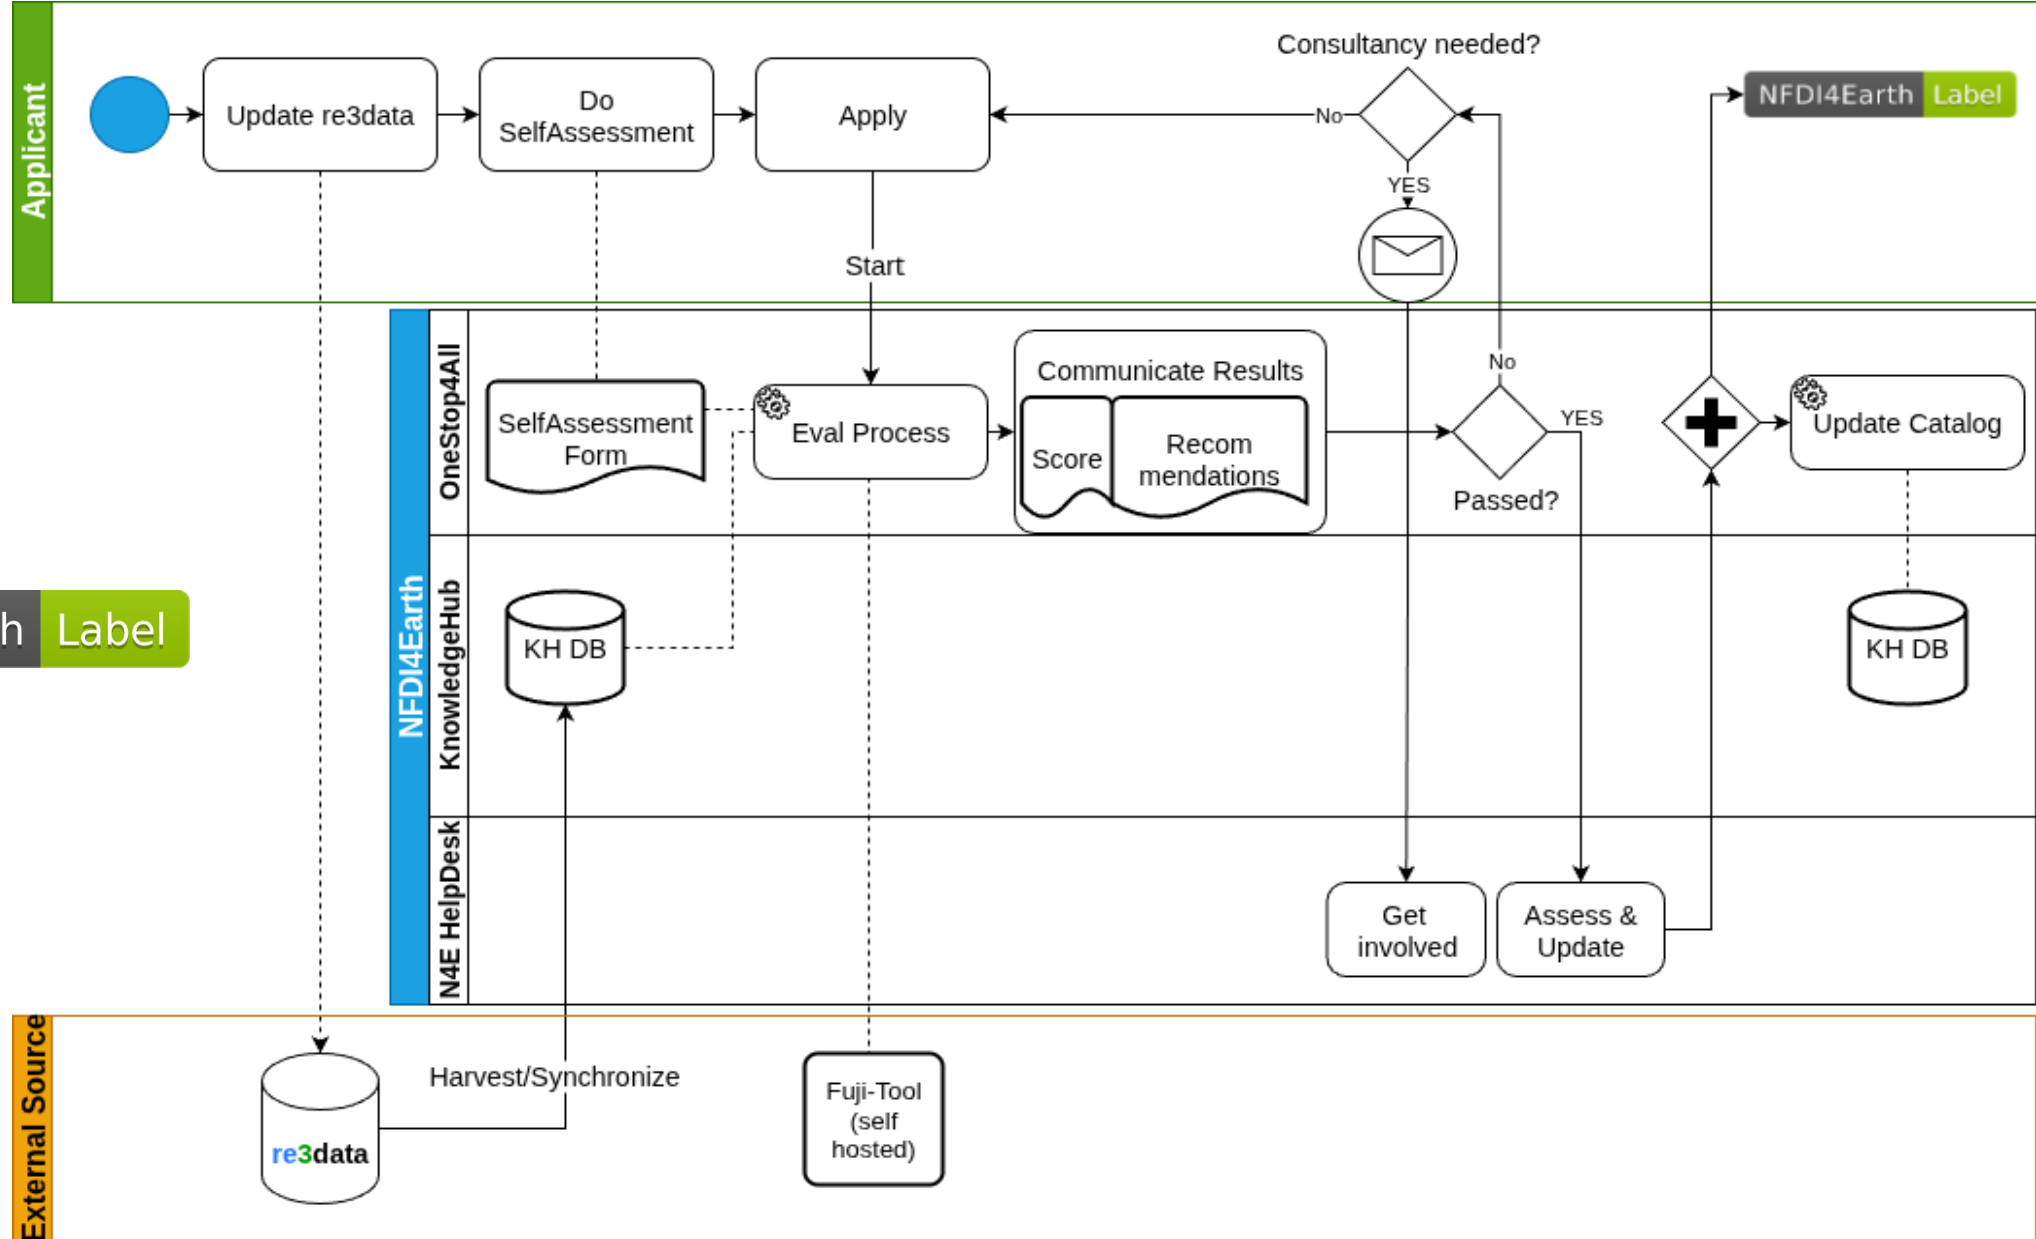 Applicant
Update re3data
Do
SelfAssessment
Apply
Consultancy needed?
No
YES
NFDI4Earth Label
Start
NFDI4Earth
OneStop4All
SelfAssessment
Form
Eval Process
Communicate Results
Score
Recom
mendations
No
YES
Passed?
Update Catalog
h Label
KnowledgeHub
KH DB
KH DB
N4E HelpDesk
Get
involved
Assess &
Update
External Source
re3data
Harvest/Synchronize
Fuji-Tool
(self
hosted)